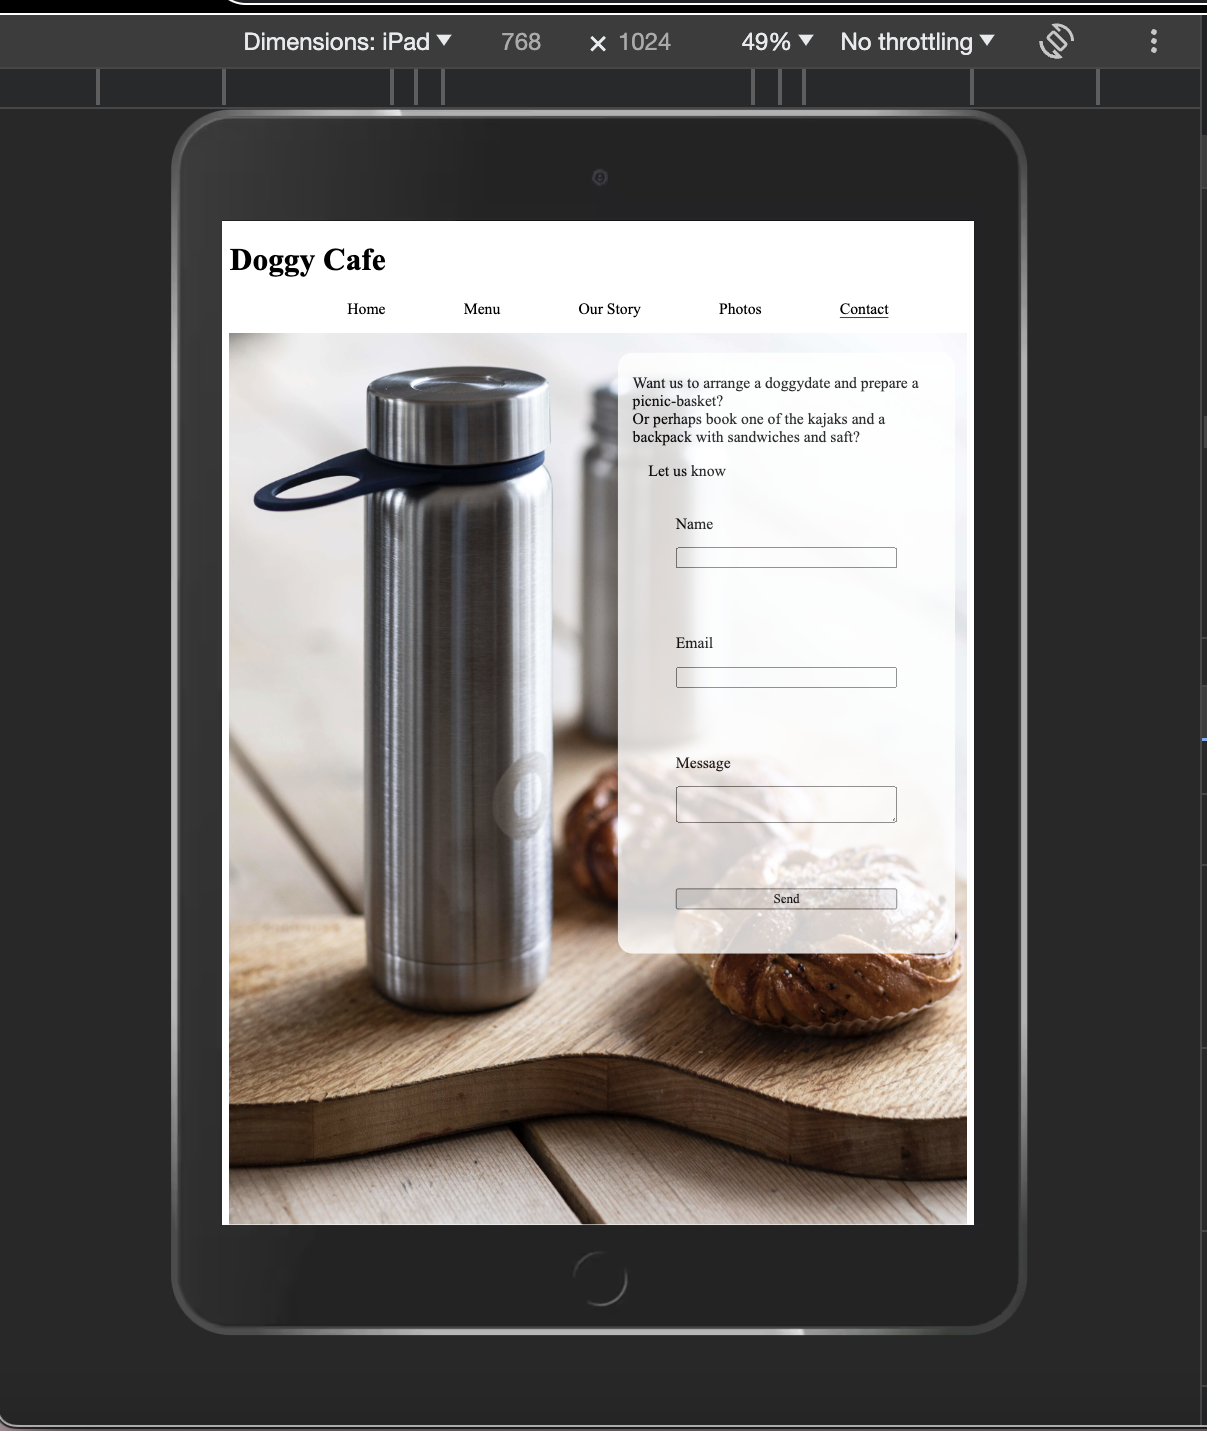 Dimensions: iPad 768 × 1024 49% No throttling
Doggy Cafe
Home Menu Our Story Photos Contact
Want us to arrange a doggydate and prepare a
picnic-basket?
Or perhaps book one of the kajaks and a
backpack with sandwiches and saft?
Let us know
Name
Email
Message
Send